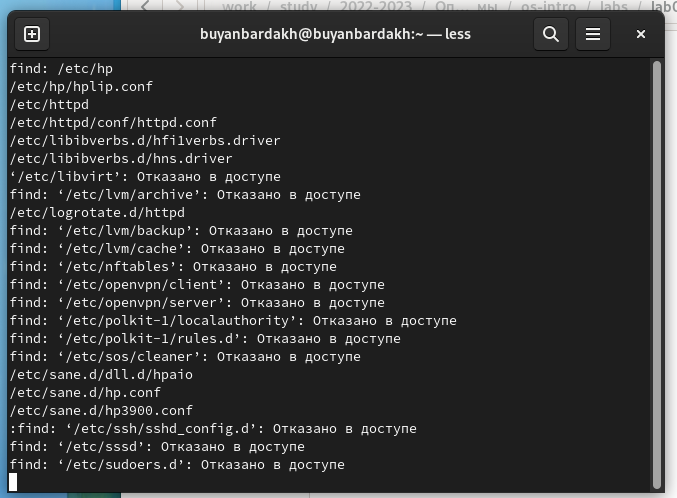 work / study / 2022-2023 / Оп... мы / os-intro / labs / lab0
buyanbardakh@buyanbardakh:~ — less
find: /etc/hp
/etc/hp/hplip.conf
/etc/httpd
/etc/httpd/conf/httpd.conf
/etc/libibverbs.d/hfi1verbs.driver
/etc/libibverbs.d/hns.driver
‘/etc/libvirt’: Отказано в доступе
find: ‘/etc/lvm/archive’: Отказано в доступе
/etc/logrotate.d/httpd
find: ‘/etc/lvm/backup’: Отказано в доступе
find: ‘/etc/lvm/cache’: Отказано в доступе
find: ‘/etc/nftables’: Отказано в доступе
find: ‘/etc/openvpn/client’: Отказано в доступе
find: ‘/etc/openvpn/server’: Отказано в доступе
find: ‘/etc/polkit-1/localauthority’: Отказано в доступе
find: ‘/etc/polkit-1/rules.d’: Отказано в доступе
find: ‘/etc/sos/cleaner’: Отказано в доступе
/etc/sane.d/dll.d/hpaio
/etc/sane.d/hp.conf
/etc/sane.d/hp3900.conf
:find: ‘/etc/ssh/sshd_config.d’: Отказано в доступе
find: ‘/etc/sssd’: Отказано в доступе
find: ‘/etc/sudoers.d’: Отказано в доступе